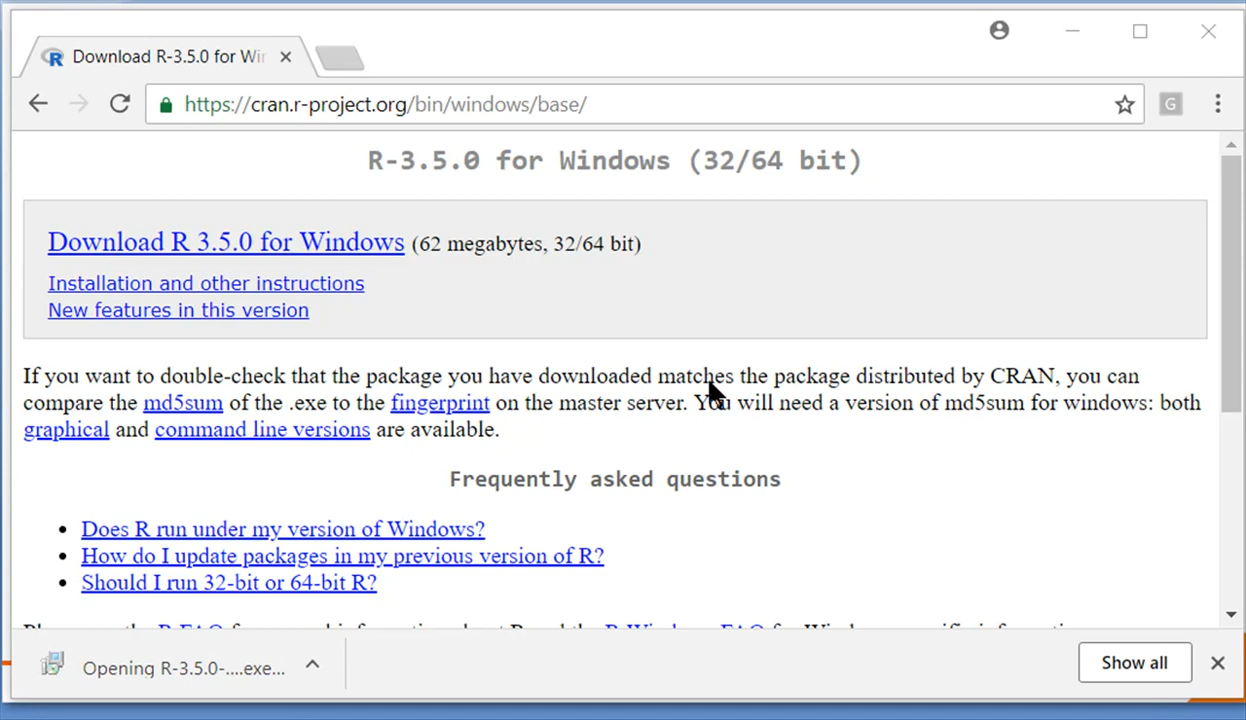 Download R-3.5.0 for Wir
https://cran.r-project.org/bin/windows/base/
G
R-3.5.0 for Windows (32/64 bit)
Download R 3.5.0 for Windows (62 megabytes, 32/64 bit)
Installation and other instructions
New features in this version
If you want to double-check that the package you have downloaded matches the package distributed by CRAN, you can
compare the md5sum of the .exe to the fingerprint on the master server. You will need a version of md5sum for windows: both
graphical and command line versions are available.
Frequently asked questions
• Does R run under my version of Windows?
• How do I update packages in my previous version of R?
• Should I run 32-bit or 64-bit R?
Opening R-3.5.0-....exe...
Show all